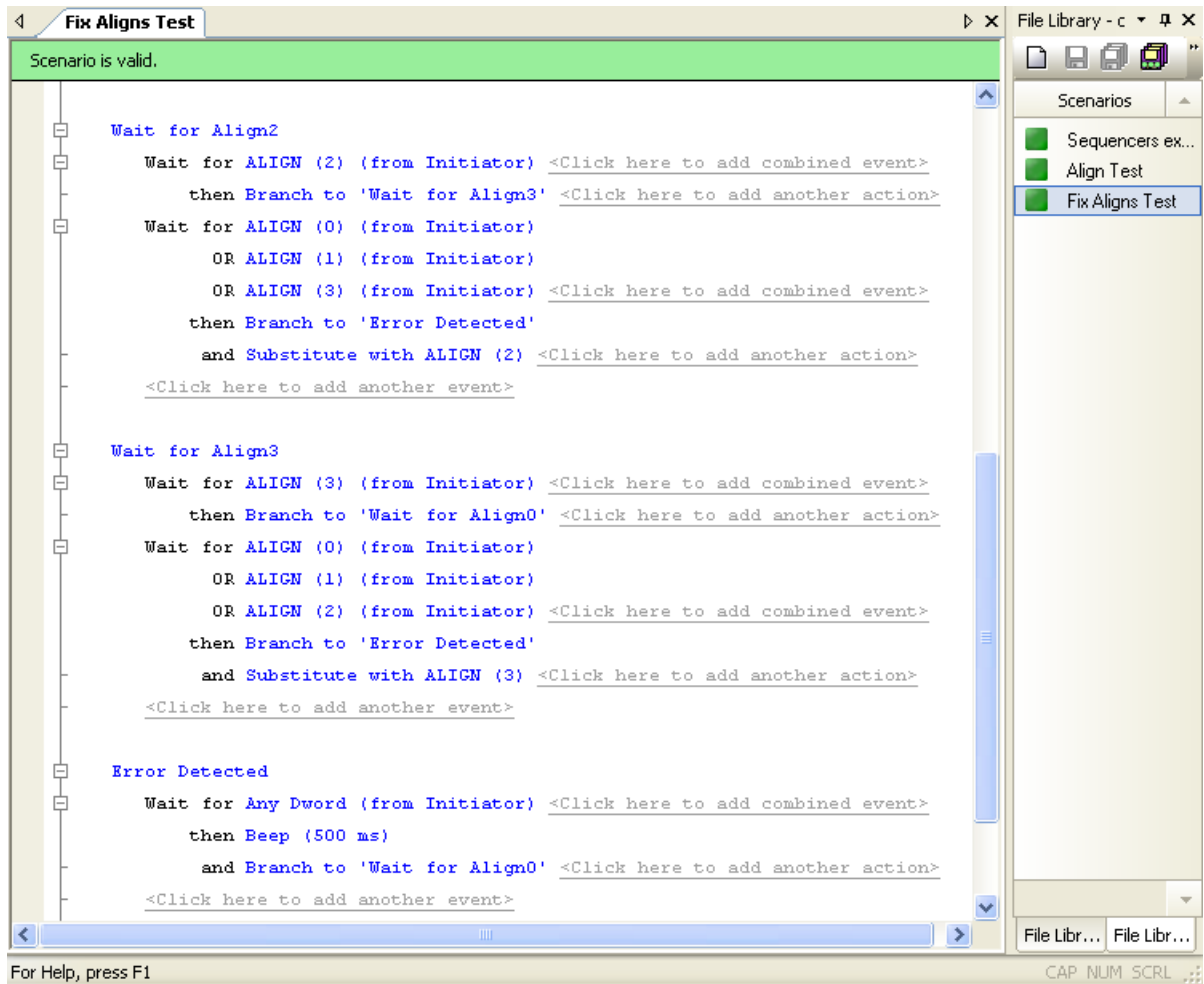 Fix Aligns Test
Scenario is valid.
Wait for Align2
Wait for ALIGN (2) (from Initiator) <Click here to add combined event>
then Branch to 'Wait for Align3' <Click here to add another action>
Wait for ALIGN (0) (from Initiator)
OR ALIGN (1) (from Initiator)
OR ALIGN (3) (from Initiator) <Click here to add combined event>
then Branch to 'Error Detected'
and Substitute with ALIGN (2) <Click here to add another action>
<Click here to add another event>
Wait for Align3
Wait for ALIGN (3) (from Initiator) <Click here to add combined event>
then Branch to 'Wait for Align0' <Click here to add another action>
Wait for ALIGN (0) (from Initiator)
OR ALIGN (1) (from Initiator)
OR ALIGN (2) (from Initiator) <Click here to add combined event>
then Branch to 'Error Detected'
and Substitute with ALIGN (3) <Click here to add another action>
<Click here to add another event>
Error Detected
Wait for Any Dword (from Initiator) <Click here to add combined event>
then Beep (500 ms)
and Branch to 'Wait for Align0' <Click here to add another action>
<Click here to add another event>
File Library - c
Scenarios
Sequencers ex...
Align Test
Fix Aligns Test
File Libr... File Libr...
For Help, press F1
CAP NUM SCRL